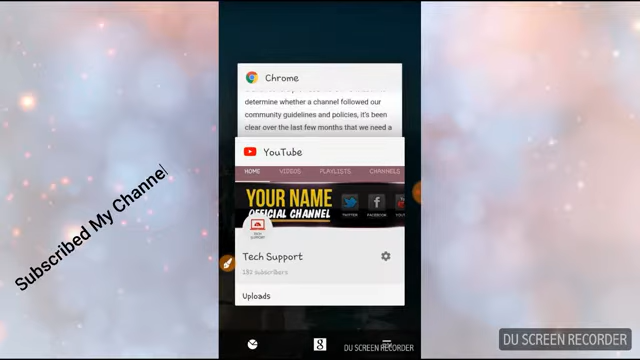 Chrome
determine whether a channel followed our
community guidelines and policies, it's been
clear over the last few months that we need a
YouTube
HOME VIDEOS PLAYLISTS CHANNELS
YOUR NAME
OFFICIAL CHANNEL
TWITTER FACEBOOK
TECH SUPPORT
Tech Support
Uploads
Subscribed My Channel
DU SCREEN RECORDER
DU SCREEN RECORDER